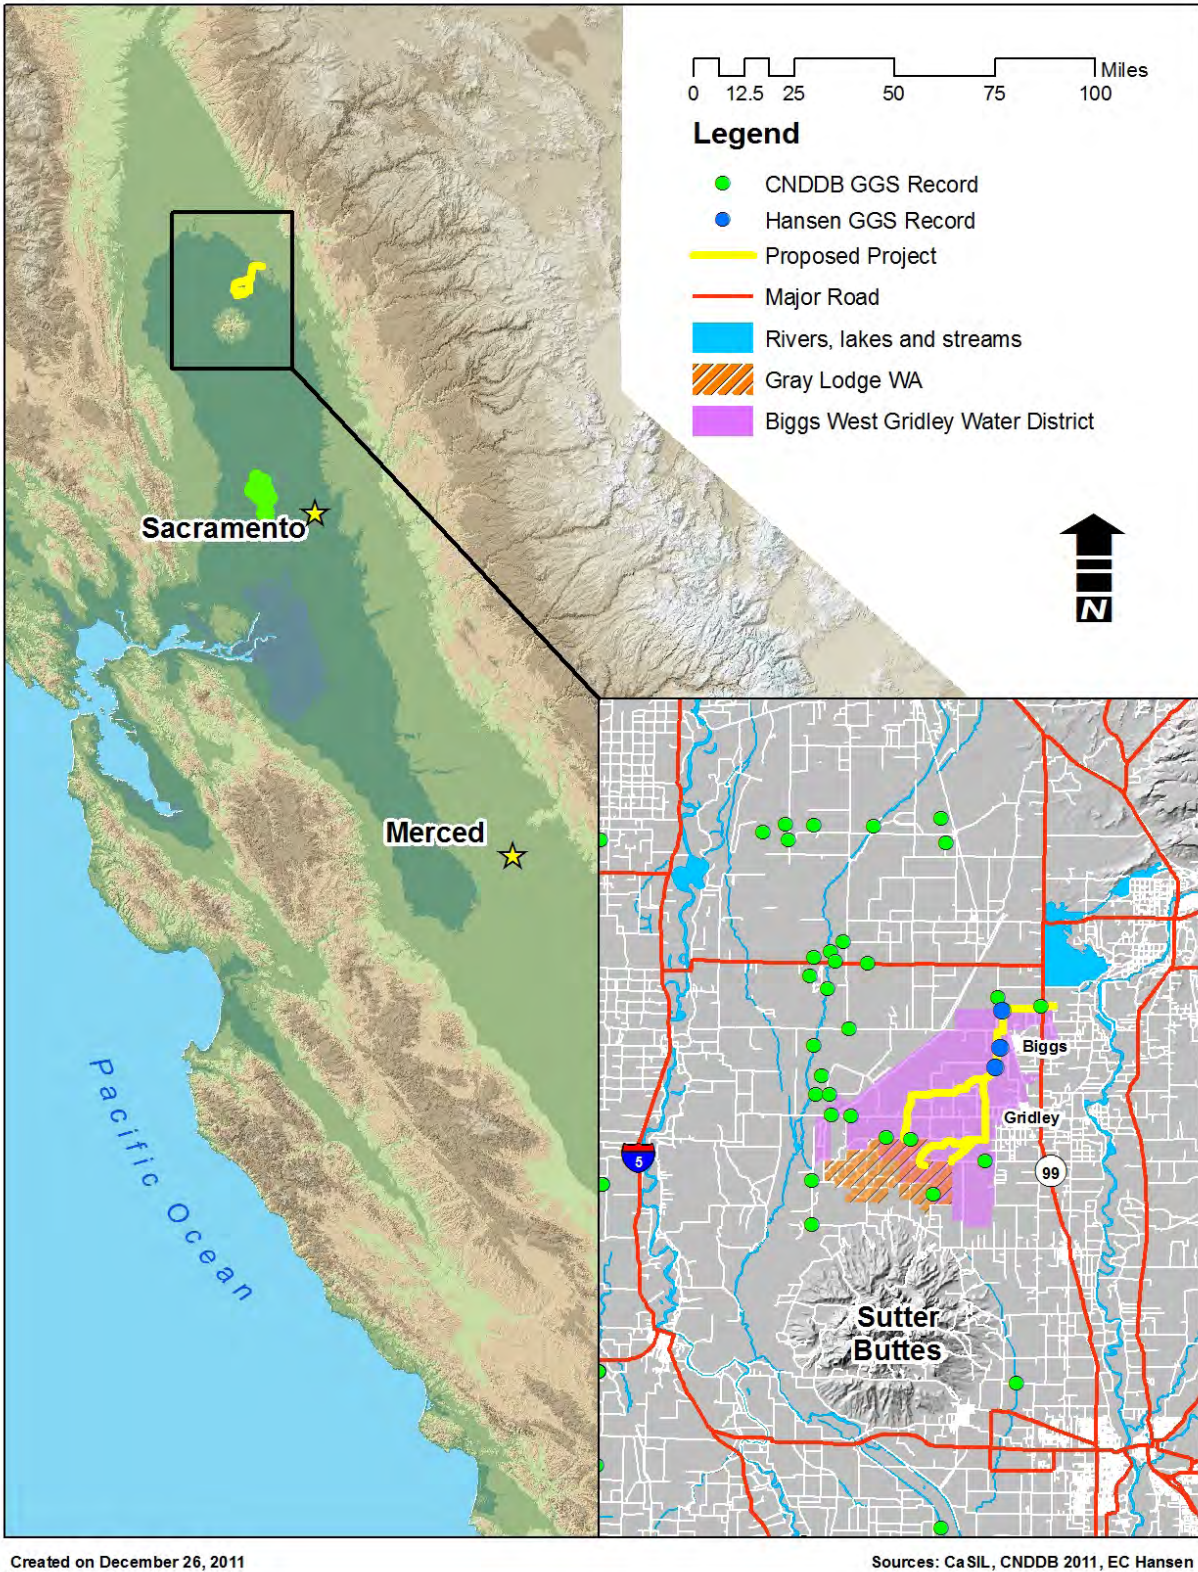 Miles
0 12.5 25 50 75 100
Legend
CNDDB GGS Record
Hansen GGS Record
Proposed Project
Major Road
Rivers, lakes and streams
Gray Lodge WA
Biggs West Gridley Water District
N
Sacramento
Merced
Pacific Ocean
Biggs
Gridley
5
99
Sutter
Buttes
Created on December 26, 2011
Sources: CaSIL, CNDDB 2011, EC Hansen